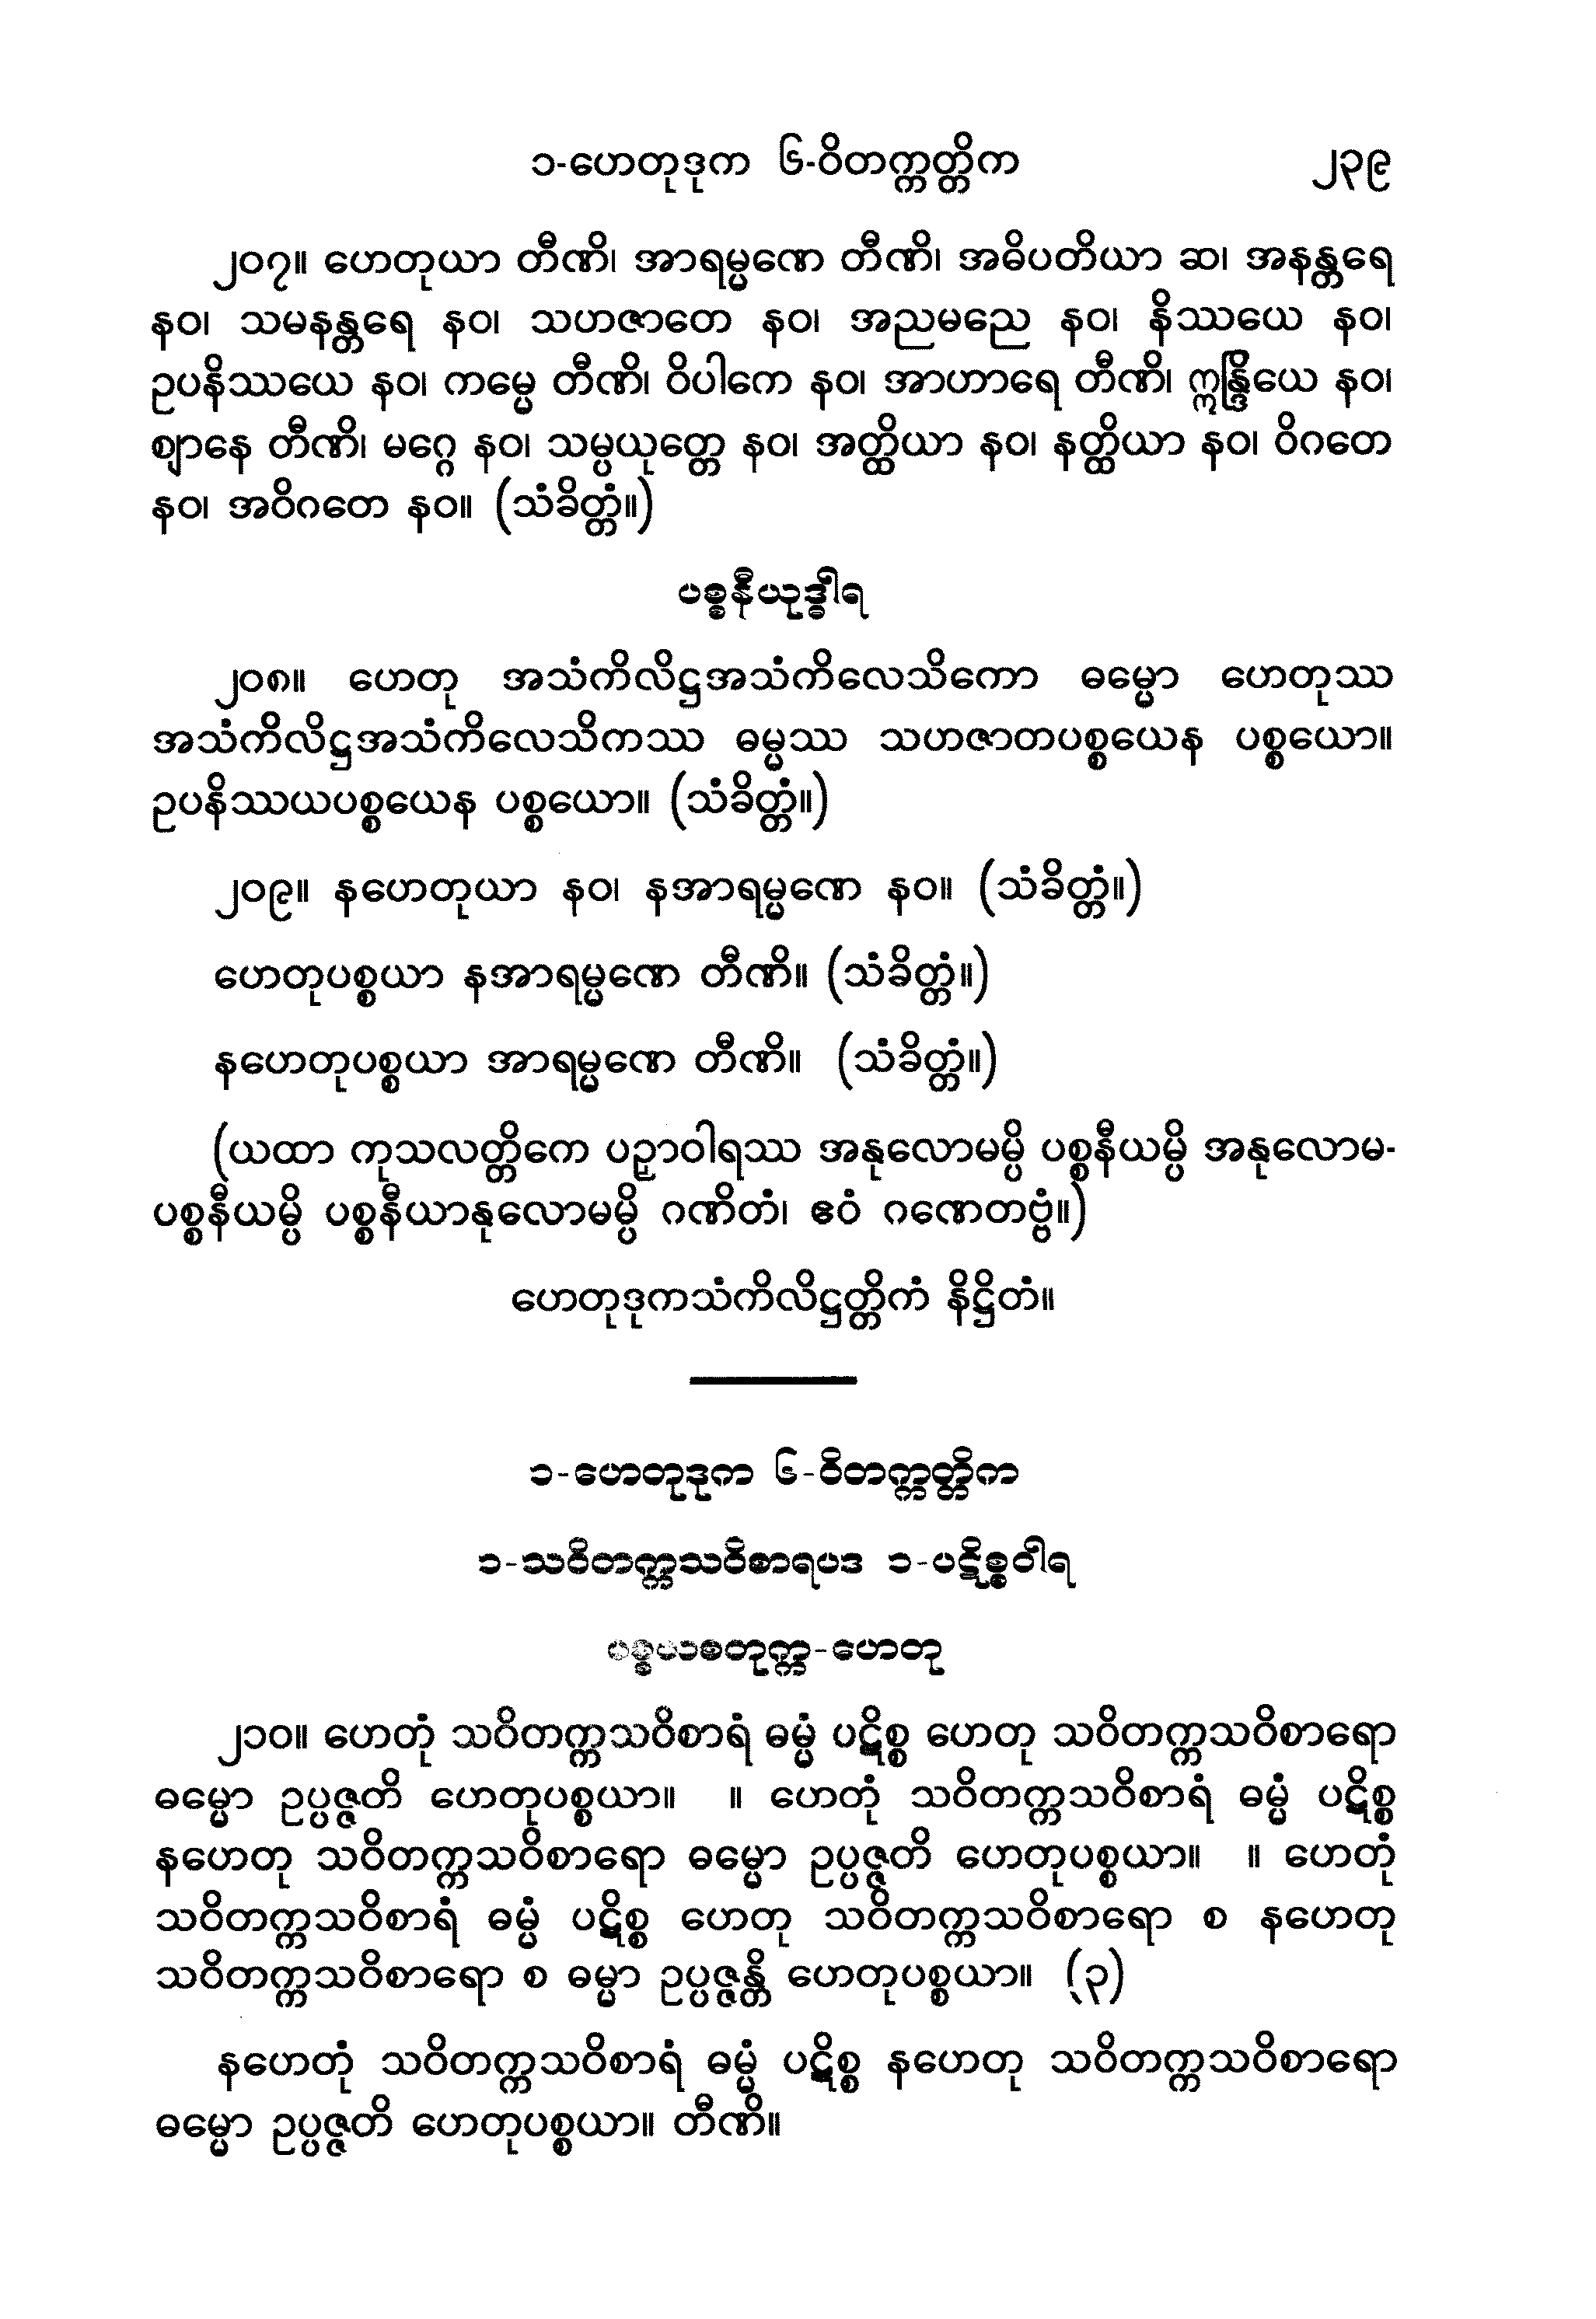 ၁-ဟေတုဒုက ၆-ဝိတက္ကတ္တိက ၂၃၉
၂၀၇။ ဟေတုယာ တီဏိ၊ အာရမ္မဏေ တီဏိ၊ အဓိပတိယာ ဆ၊ အနန္တရေ
နဝ၊ သမနန္တရေ နဝ၊ သဟဇာတေ နဝ၊ အညမညေ နဝ၊ နိဿယေ နဝ၊
ဥပနိဿယေ နဝ၊ ကမ္မေ တီဏိ၊ ဝိပါကေ နဝ၊ အာဟာရေ တီဏိ၊ ဣန္ဒြိယေ နဝ၊
ဈာနေ တီဏိ၊ မဂ္ဂေ နဝ၊ သမ္ပယုတ္တေ နဝ၊ အတ္ထိယာ နဝ၊ နတ္ထိယာ နဝ၊ ဝိဂတေ
နဝ၊ အဝိဂတေ နဝ။ (သံခိတ္တံ။)
ပစ္စနီယုဒ္ဓါရ
၂၀၈။ ဟေတု အသံကိလိဋ္ဌအသံကိလေသိကော ဓမ္မော ဟေတုဿ
အသံကိလိဋ္ဌအသံကိလေသိကဿ ဓမ္မဿ သဟဇာတပစ္စယေန ပစ္စယော။
ဥပနိဿယပစ္စယေန ပစ္စယော။ (သံခိတ္တံ။)
၂၀၉။ နဟေတုယာ နဝ၊ နအာရမ္မဏေ နဝ။ (သံခိတ္တံ။)
ဟေတုပစ္စယာ နအာရမ္မဏေ တီဏိ။ (သံခိတ္တံ။)
နဟေတုပစ္စယာ အာရမ္မဏေ တီဏိ။ (သံခိတ္တံ။)
(ယထာ ကုသလတ္တိကေ ပဉှာဝါရဿ အနုလောမမ္ပိ ပစ္စနီယမ္ပိ အနုလောမ-
ပစ္စနီယမ္ပိ ပစ္စနီယာနုလောမမ္ပိ ဂဏိတံ၊ ဧဝံ ဂဏေတဗ္ဗံ။)
ဟေတုဒုကသံကိလိဋ္ဌတ္တိကံ နိဋ္ဌိတံ။
၁-ဟေတုဒုက ၆-ဝိတက္ကတ္တိက
၁-သဝိတက္ကသဝိစာရပဒ ၁-ပဋိစ္စဝါရ
ပစ္စယစတုက္က-ဟေတု
၂၁၀။ ဟေတုံ သဝိတက္ကသဝိစာရံ ဓမ္မံ ပဋိစ္စ ဟေတု သဝိတက္ကသဝိစာရော
ဓမ္မော ဥပ္ပဇ္ဇတိ ဟေတုပစ္စယာ။ ။ ဟေတုံ သဝိတက္ကသဝိစာရံ ဓမ္မံ ပဋိစ္စ
နဟေတု သဝိတက္ကသဝိစာရော ဓမ္မော ဥပ္ပဇ္ဇတိ ဟေတုပစ္စယာ။ ။ ဟေတုံ
သဝိတက္ကသဝိစာရံ ဓမ္မံ ပဋိစ္စ ဟေတု သဝိတက္ကသဝိစာရော စ နဟေတု
သဝိတက္ကသဝိစာရော စ ဓမ္မာ ဥပ္ပဇ္ဇန္တိ ဟေတုပစ္စယာ။ (၃)
နဟေတုံ သဝိတက္ကသဝိစာရံ ဓမ္မံ ပဋိစ္စ နဟေတု သဝိတက္ကသဝိစာရော
ဓမ္မော ဥပ္ပဇ္ဇတိ ဟေတုပစ္စယာ။ တီဏိ။